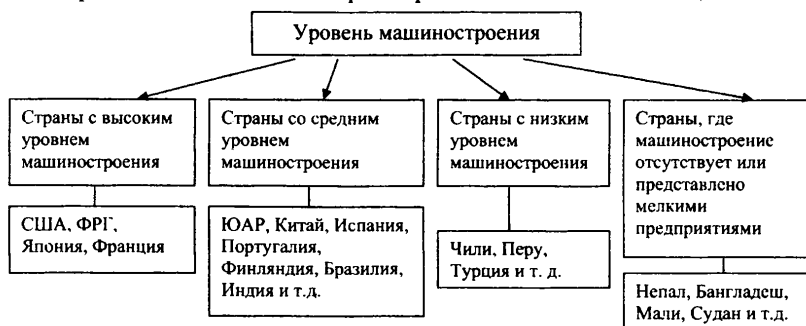 Уровень машиностроения
Страны с высоким
уровнем
машиностроения
Страны со средним
уровнем
машиностроения
Страны с низким
уровнем
машиностроения
Страны, где
машиностроение
отсутствует или
представлено
мелкими
предприятиями
США, ФРГ,
Япония, Франция
ЮАР, Китай, Испания,
Португалия,
Финляндия, Бразилия,
Индия и т.д.
Чили, Перу,
Турция и т. д.
Непал, Бангладеш,
Мали, Судан и т.д.